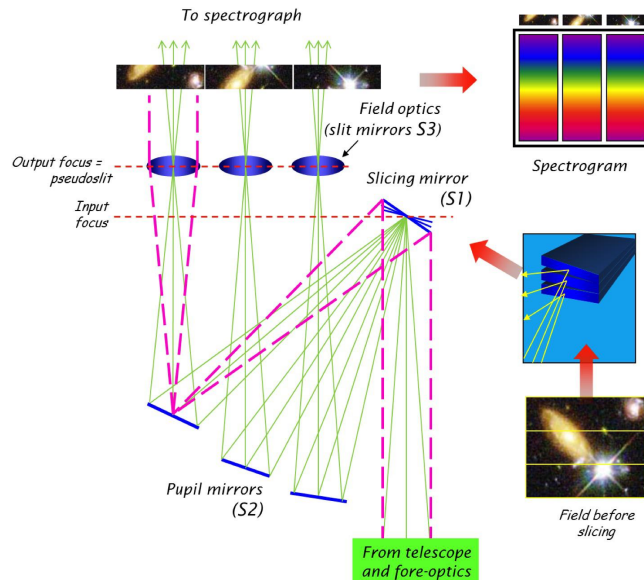 To spectrograph
Field optics
(slit mirrors S3)
Spectrogram
Output focus =
pseudoslit
Slicing mirror
(S1)
Input
focus
Pupil mirrors
(S2)
Field before
slicing
From telescope
and fore-optics